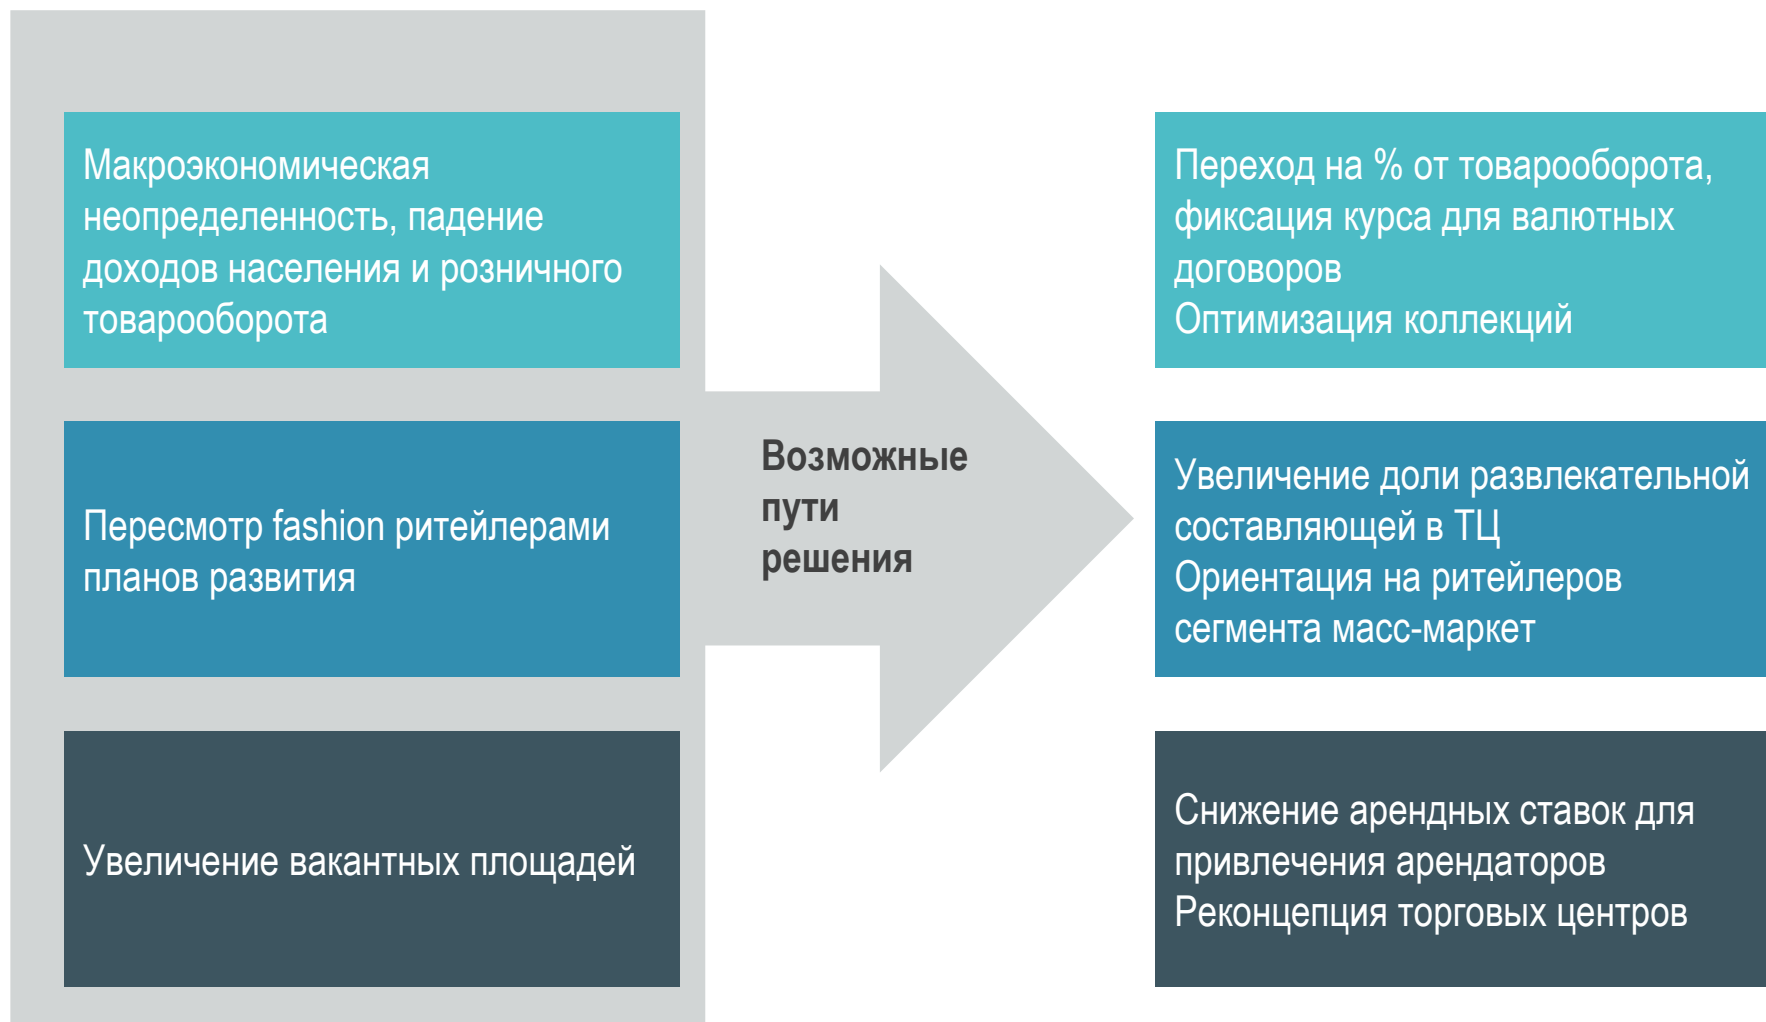 Макроэкономическая
неопределенность, падение
доходов населения и розничного
товарооборота
Пересмотр fashion ритейлерами
планов развития
Увеличение вакантных площадей
Возможные
пути
решения
Переход на % от товарооборота,
фиксация курса для валютных
договоров
Оптимизация коллекций
Увеличение доли развлекательной
составляющей в ТЦ
Ориентация на ритейлеров
сегмента масс-маркет
Снижение арендных ставок для
привлечения арендаторов
Реконцепция торговых центров